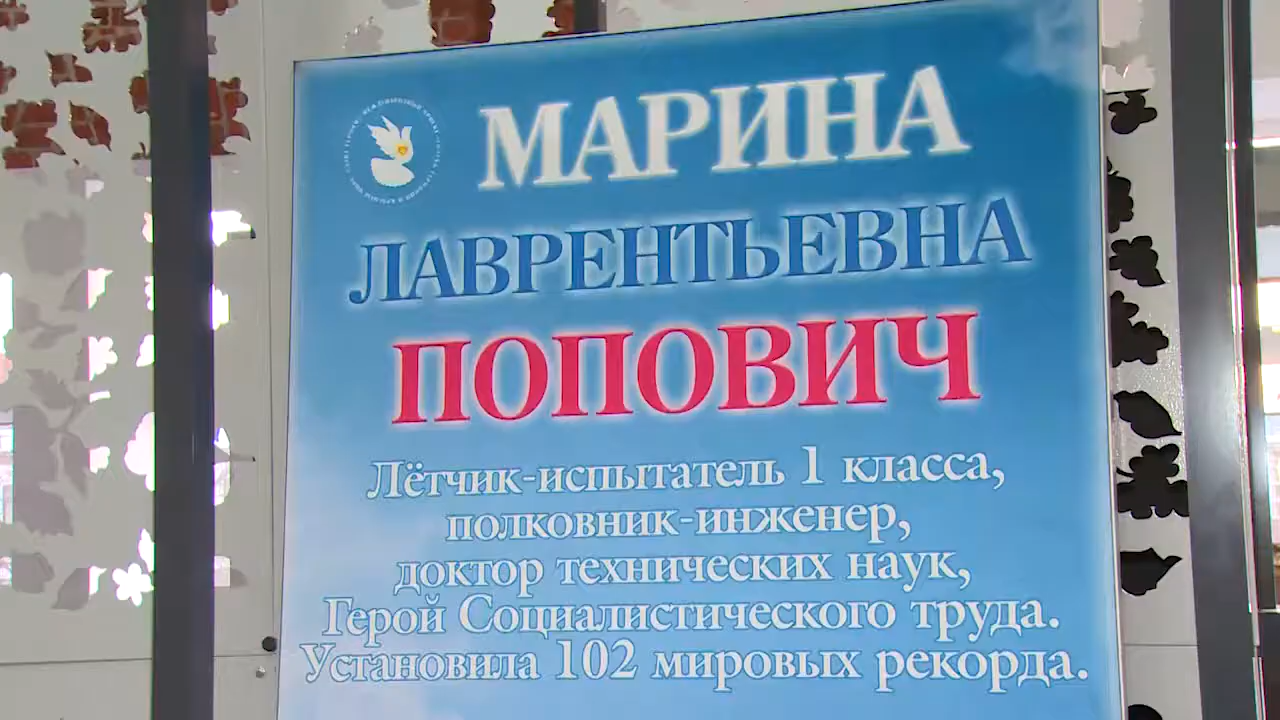 МАРИНА
ЛАВРЕНТЬЕВНА
ПОПОВИЧ
Лётчик-испытатель 1 класса,
полковник-инженер,
доктор технических наук,
Герой Социалистического труда.
Установила 102 мировых рекорда.